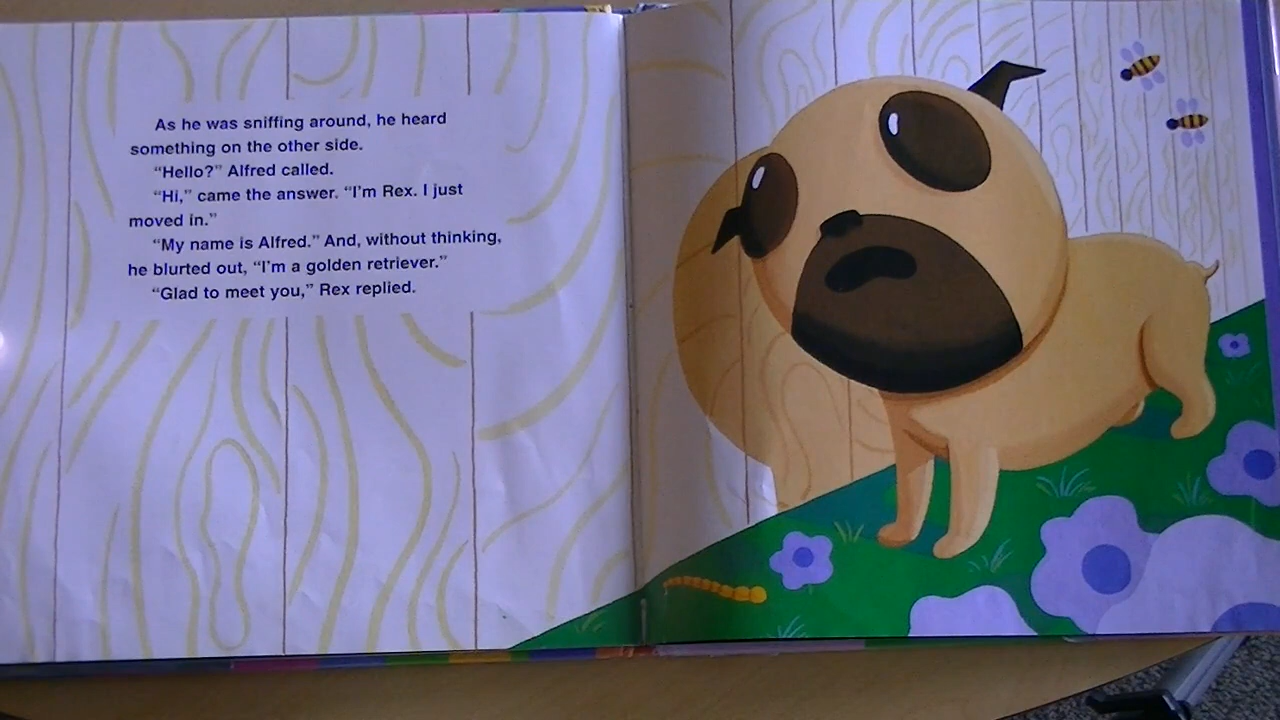 As he was sniffing around, he heard
something on the other side.
“Hello?” Alfred called.
“Hi,” came the answer. “I’m Rex. I just
moved in.”
“My name is Alfred.” And, without thinking,
he blurted out, “I’m a golden retriever.”
“Glad to meet you,” Rex replied.